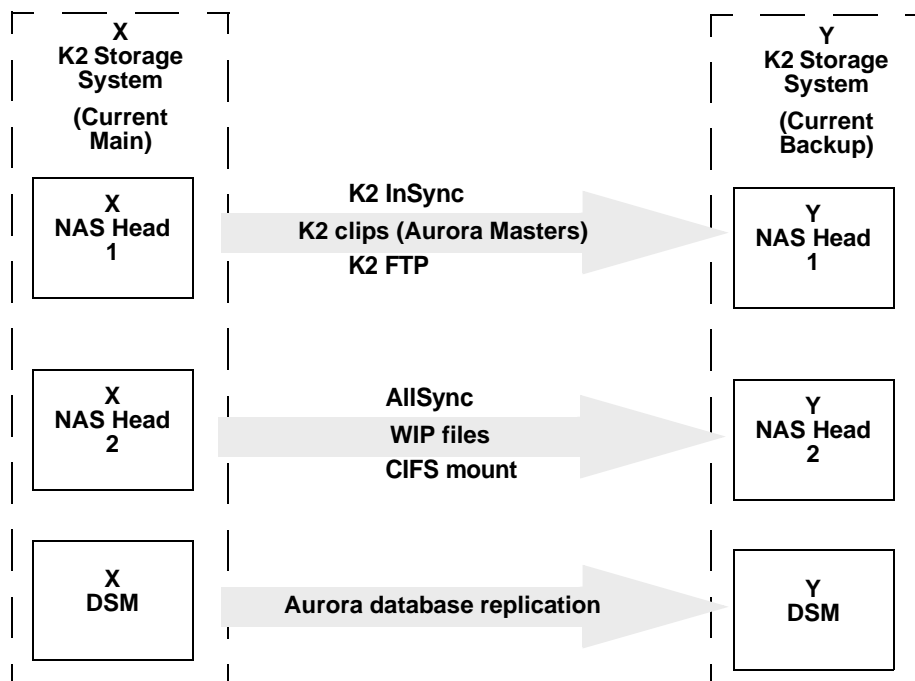 X
K2 Storage
System
(Current
Main)
Y
K2 Storage
System
(Current
Backup)
X
NAS Head
1
K2 InSync
K2 clips (Aurora Masters)
K2 FTP
Y
NAS Head
1
X
NAS Head
2
AllSync
WIP files
CIFS mount
Y
NAS Head
2
X
DSM
Aurora database replication
Y
DSM